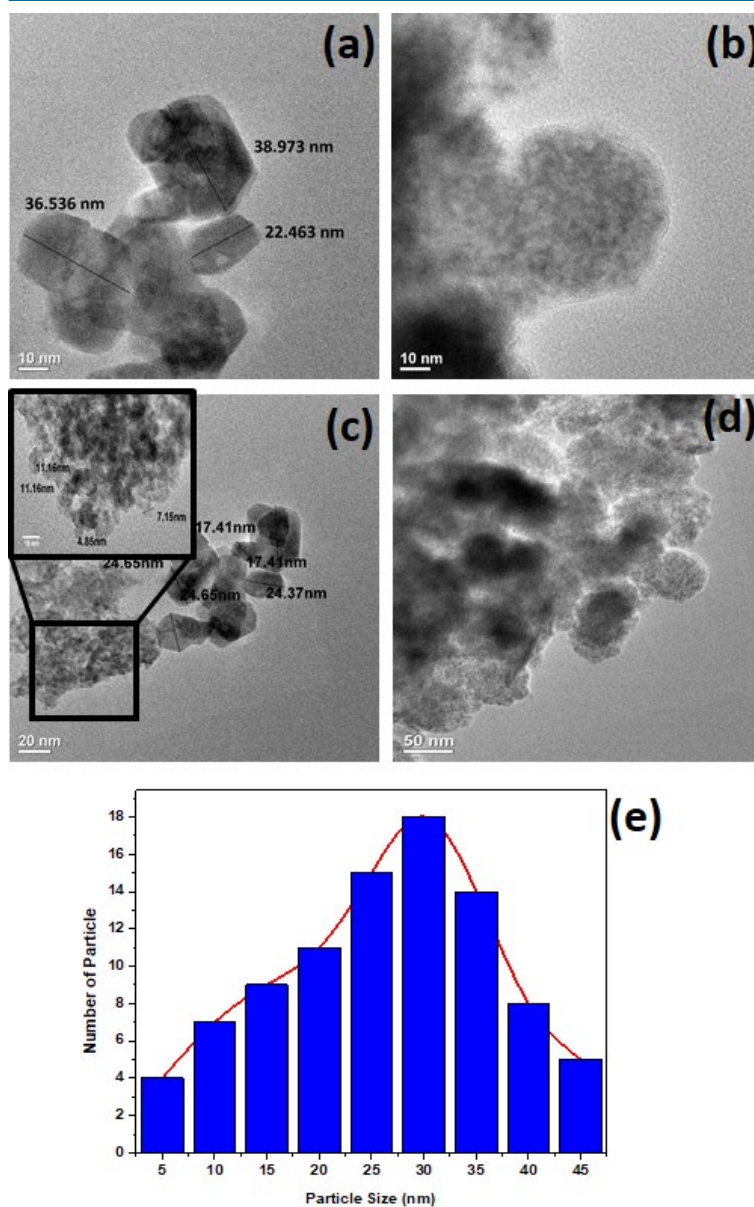 (a)
38.973 nm
36.536 nm
22.463 nm
10 nm
(b)
10 nm
(c)
11.16nm
11.16nm
7.15nm
4.85nm
17.41nm
24.65nm
17.41nm
24.65nm
24.37nm
20 nm
(d)
50 nm
(e)
18
16
14
12
10
8
6
4
2
0
Number of Particle
5 10 15 20 25 30 35 40 45
Particle Size (nm)